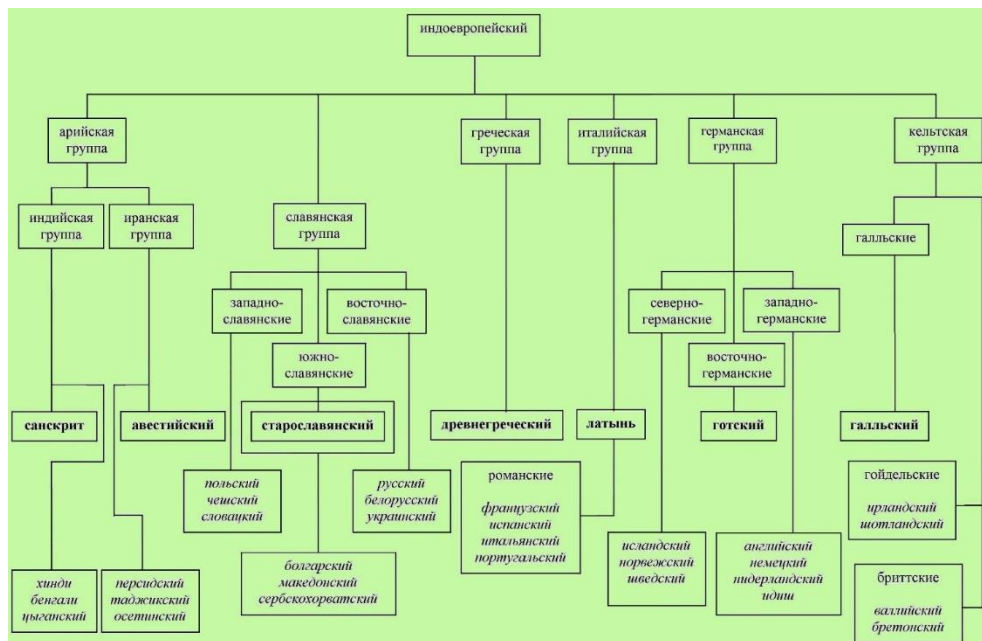 индоевропейский
арийская
группа
греческая
группа
италийская
группа
германская
группа
кельтская
группа
индийская
группа
иранская
группа
славянская
группа
галльские
западно-
славянские
восточно-
славянские
северно-
германские
западно-
германские
южно-
славянские
восточно-
германские
санскрит
авестийский
старославянский
древнегреческий
латынь
готский
галльский
польский
чешский
словацкий
русский
белорусский
украинский
романские
французский
испанский
итальянский
португальский
гойдельские
ирландский
шотландский
исландский
норвежский
шведский
английский
немецкий
нидерландский
идиш
болгарский
македонский
сербскохорватский
хинди
бенгали
цыганский
персидский
таджикский
осетинский
бриттские
валлийский
бретонский